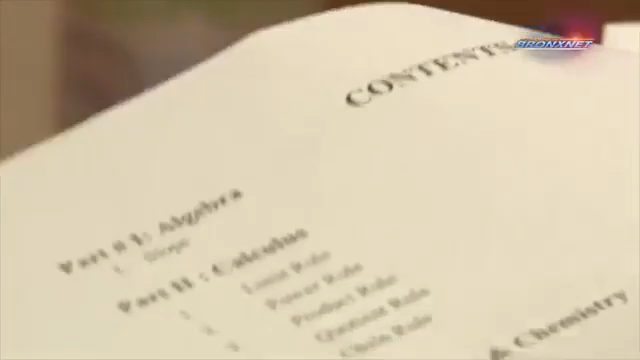 BRONXNET
CONTENTS
Part # I: Algebra
1. Slope
Part II : Calculus
Limit Rule
Power Rule
Product Rule
Quotient Rule
Chain Rule
& Chemistry